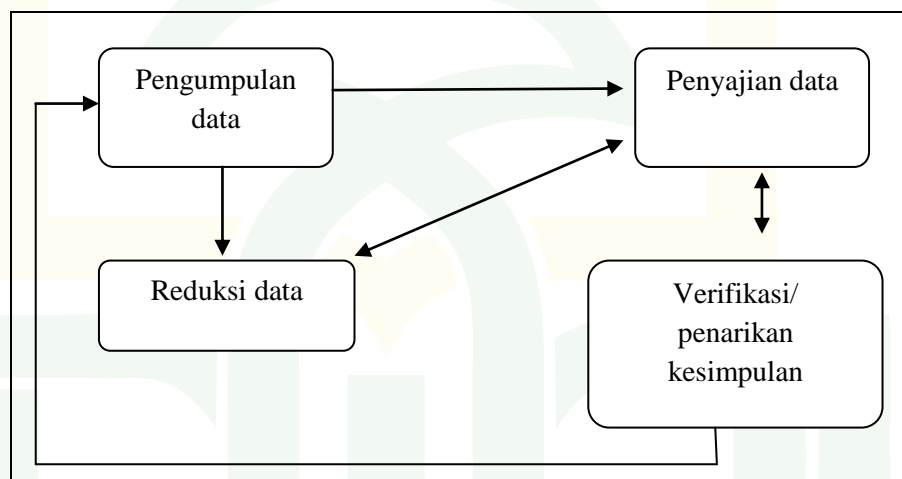 Pengumpulan
data
Penyajian data
Reduksi data
Verifikasi/
penarikan
kesimpulan